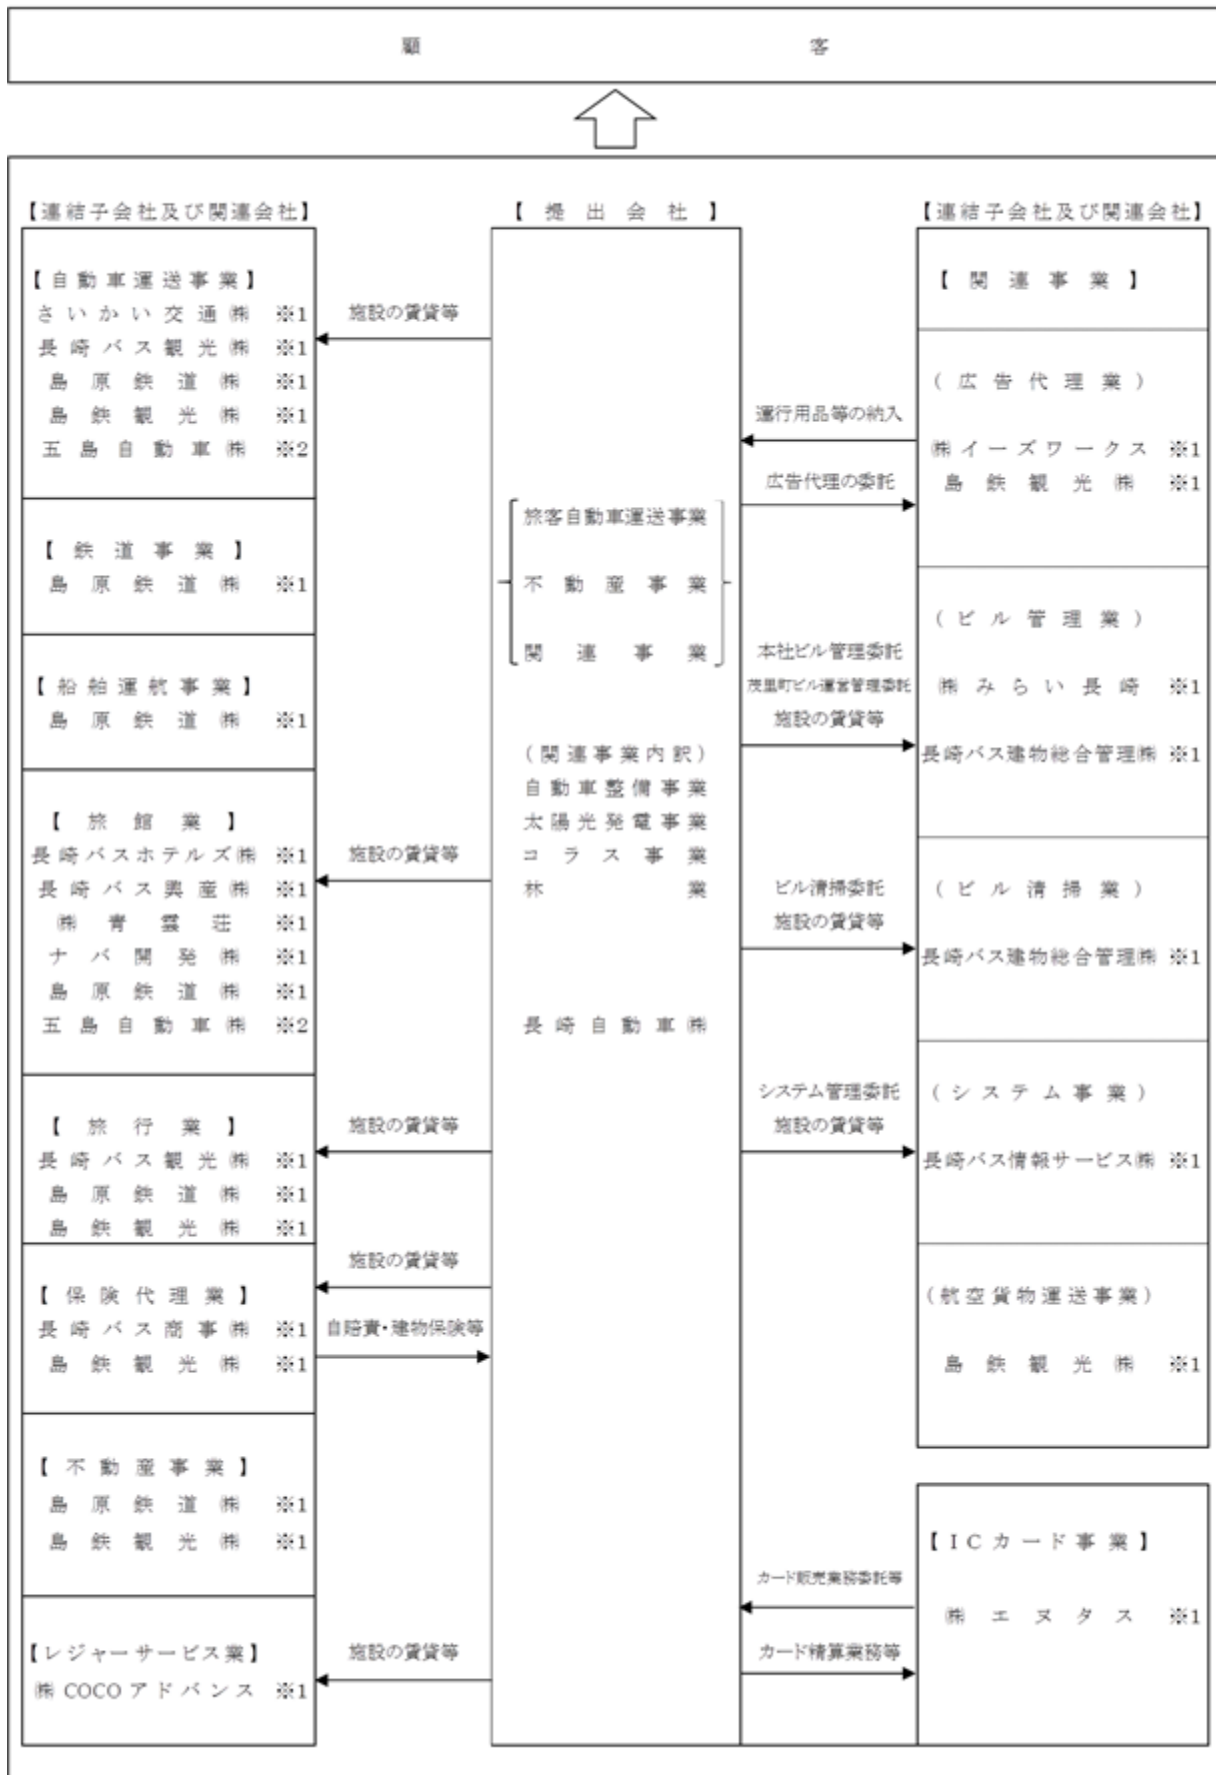 顧客
【連結子会社及び関連会社】
【自動車運送事業】
さいかい交通㈱ ※1
長崎バス観光㈱ ※1
島原鉄道㈱ ※1
島鉄観光㈱ ※1
五島自動車㈱ ※2
【鉄道事業】
島原鉄道㈱ ※1
【船舶運航事業】
島原鉄道㈱ ※1
【旅館業】
長崎バスホテルズ㈱ ※1
長崎バス興産㈱ ※1
㈱青雲荘 ※1
ナバ開発㈱ ※1
島原鉄道㈱ ※1
五島自動車㈱ ※2
【旅行業】
長崎バス観光㈱ ※1
島原鉄道㈱ ※1
島鉄観光㈱ ※1
【保険代理業】
長崎バス商事㈱ ※1
島鉄観光㈱ ※1
【不動産事業】
島原鉄道㈱ ※1
島鉄観光㈱ ※1
【レジャーサービス業】
㈱COCOアドバンス ※1
施設の賃貸等
施設の賃貸等
施設の賃貸等
施設の賃貸等
自賠責・建物保険等
施設の賃貸等
【提出会社】
旅客自動車運送事業
不動産事業
関連事業
(関連事業内訳)
自動車整備事業
太陽光発電事業
コラス事業
林業
長崎自動車㈱
運行用品等の納入
広告代理の委託
本社ビル管理委託
茂里町ビル運営管理委託
施設の賃貸等
ビル清掃委託
施設の賃貸等
システム管理委託
施設の賃貸等
カード販売業務委託等
カード精算業務等
【連結子会社及び関連会社】
【関連事業】
(広告代理業)
㈱イーズワークス ※1
島鉄観光㈱ ※1
(ビル管理業)
㈱みらい長崎 ※1
長崎バス建物総合管理㈱ ※1
(ビル清掃業)
長崎バス建物総合管理㈱ ※1
(システム事業)
長崎バス情報サービス㈱ ※1
(航空貨物運送事業)
島鉄観光㈱ ※1
【ICカード事業】
㈱エヌタス ※1